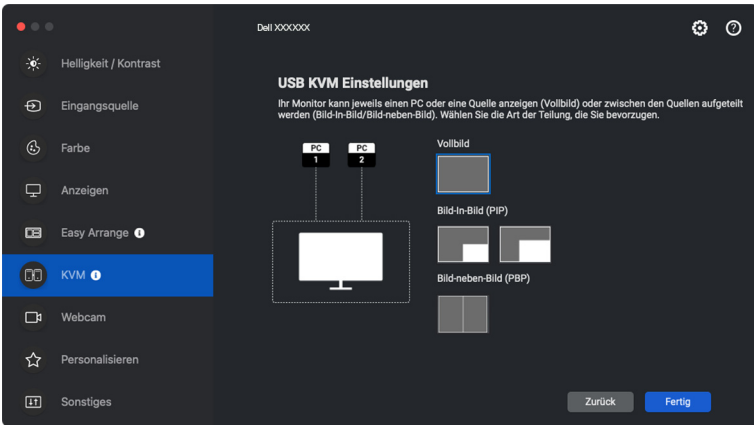 Dell XXXXXX
Helligkeit / Kontrast
Eingangsquelle
Farbe
Anzeigen
Easy Arrange
KVM
Webcam
Personalisieren
Sonstiges
USB KVM Einstellungen
Ihr Monitor kann jeweils einen PC oder eine Quelle anzeigen (Vollbild) oder zwischen den Quellen aufgeteilt
werden (Bild-In-Bild/Bild-neben-Bild). Wählen Sie die Art der Teilung, die Sie bevorzugen.
PC
1
PC
2
Vollbild
Bild-In-Bild (PIP)
Bild-neben-Bild (PBP)
Zurück
Fertig